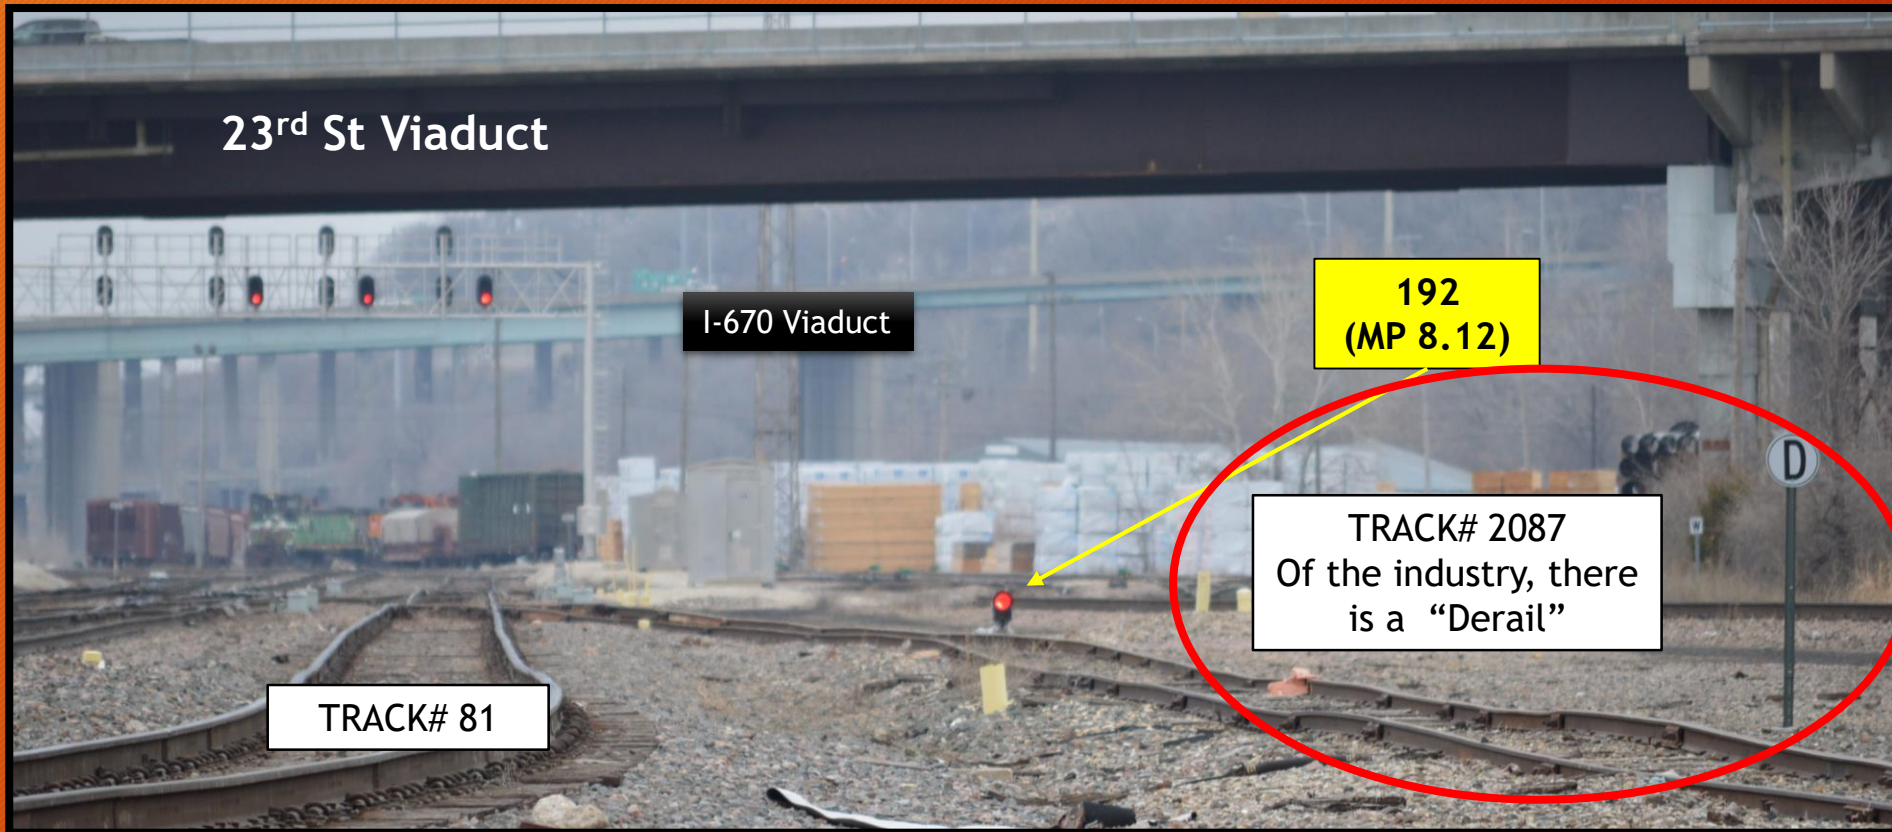 23rd St Viaduct
I-670 Viaduct
192
(MP 8.12)
D
W
TRACK# 2087
Of the industry, there
is a “Derail”
TRACK# 81